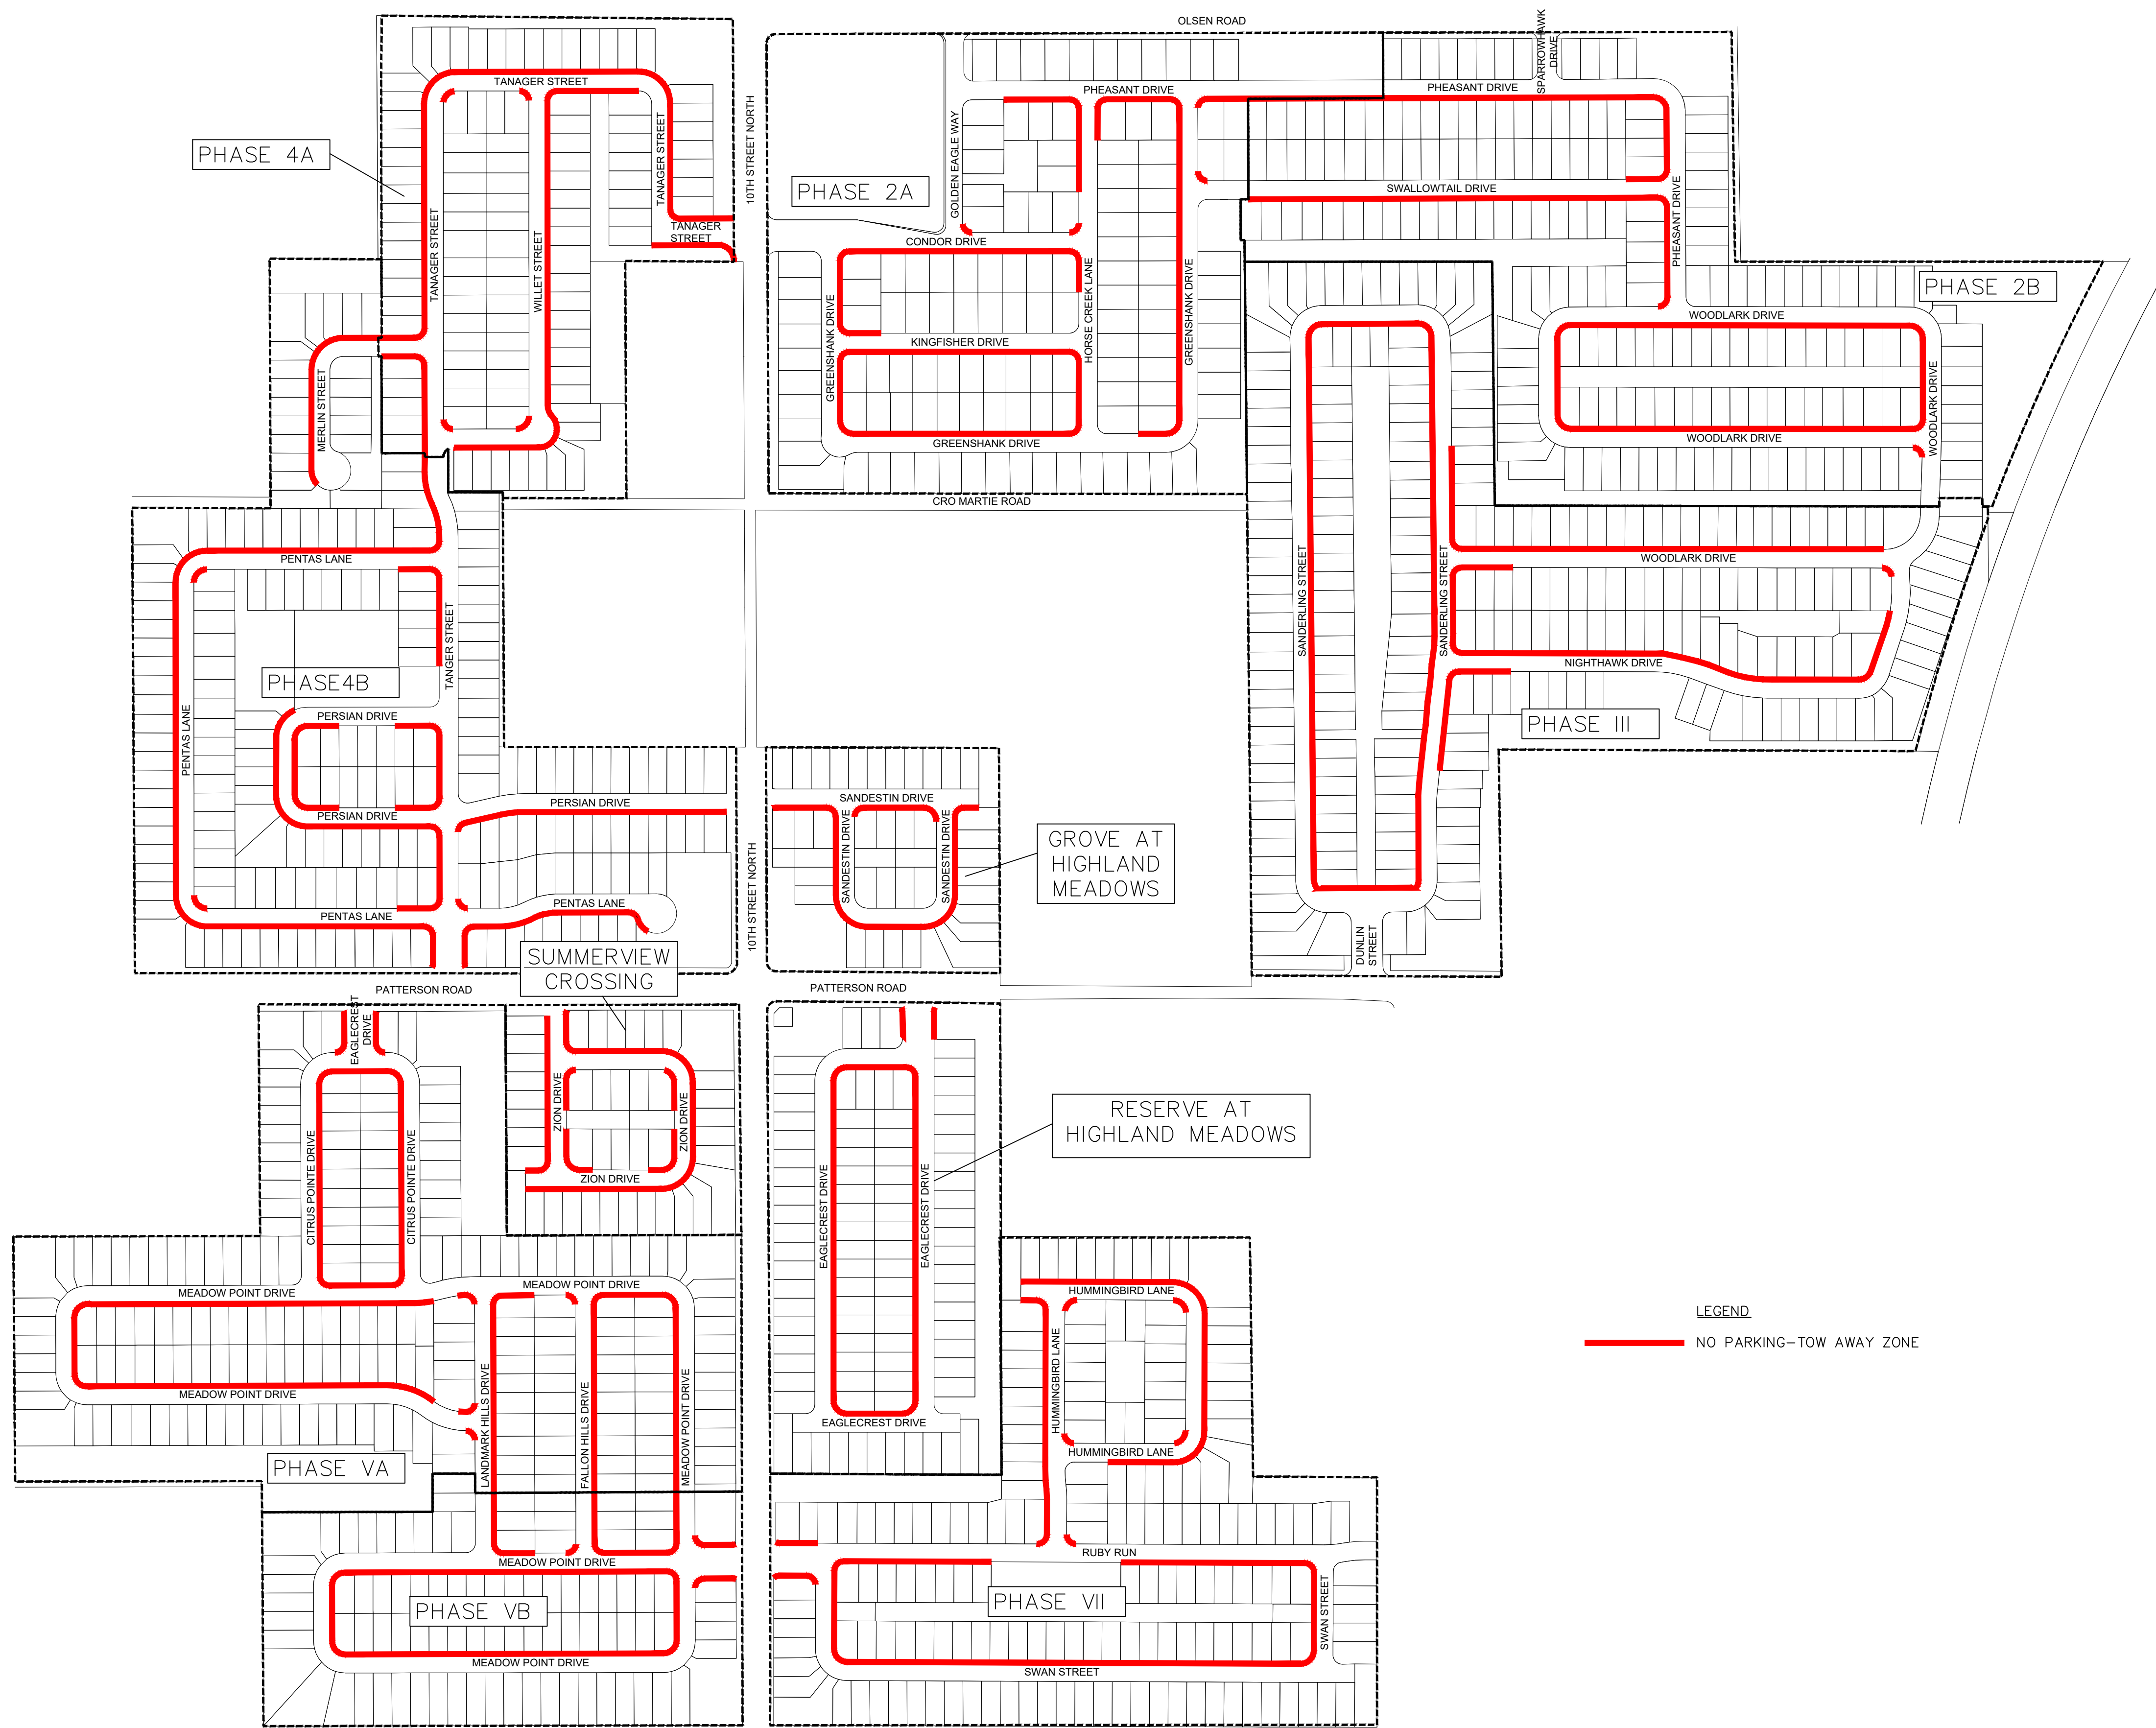 OLSEN ROAD
SPARROWHAWK
DRIVE
TANAGER STREET
PHEASANT DRIVE
PHEASANT DRIVE
10TH STREET NORTH
PHASE 4A
TANAGER STREET
GOLDEN EAGLE WAY
PHASE 2A
SWALLOWTAIL DRIVE
PHEASANT DRIVE
TANAGER
STREET
CONDOR DRIVE
TANAGER STREET
WILLET STREET
GREENSHANK DRIVE
HORSE CREEK LANE
GREENSHANK DRIVE
PHASE 2B
WOODLARK DRIVE
KINGFISHER DRIVE
MERLIN STREET
WOODLARK DRIVE
WOODLARK DRIVE
GREENSHANK DRIVE
CRO MARTIE ROAD
PENTAS LANE
WOODLARK DRIVE
SANDERLING STREET
SANDERLING STREET
TANGER STREET
NIGHTHAWK DRIVE
PHASE4B
PERSIAN DRIVE
PHASE III
PENTAS LANE
PERSIAN DRIVE
SANDESTIN DRIVE
PERSIAN DRIVE
SANDESTIN DRIVE
SANDESTIN DRIVE
GROVE AT
HIGHLAND
MEADOWS
10TH STREET NORTH
PENTAS LANE
PENTAS LANE
DUNLIN
STREET
SUMMERVIEW
CROSSING
PATTERSON ROAD
PATTERSON ROAD
EAGLECREST
DRIVE
ZION DRIVE
ZION DRIVE
RESERVE AT
HIGHLAND MEADOWS
CITRUS POINTE DRIVE
CITRUS POINTE DRIVE
ZION DRIVE
EAGLECREST DRIVE
EAGLECREST DRIVE
MEADOW POINT DRIVE
MEADOW POINT DRIVE
HUMMINGBIRD LANE
LEGEND
NO PARKING-TOW AWAY ZONE
HUMMINGBIRD LANE
MEADOW POINT DRIVE
LANDMARK HILLS DRIVE
FALLON HILLS DRIVE
MEADOW POINT DRIVE
EAGLECREST DRIVE
HUMMINGBIRD LANE
PHASE VA
RUBY RUN
MEADOW POINT DRIVE
PHASE VB
PHASE VII
SWAN STREET
MEADOW POINT DRIVE
SWAN STREET